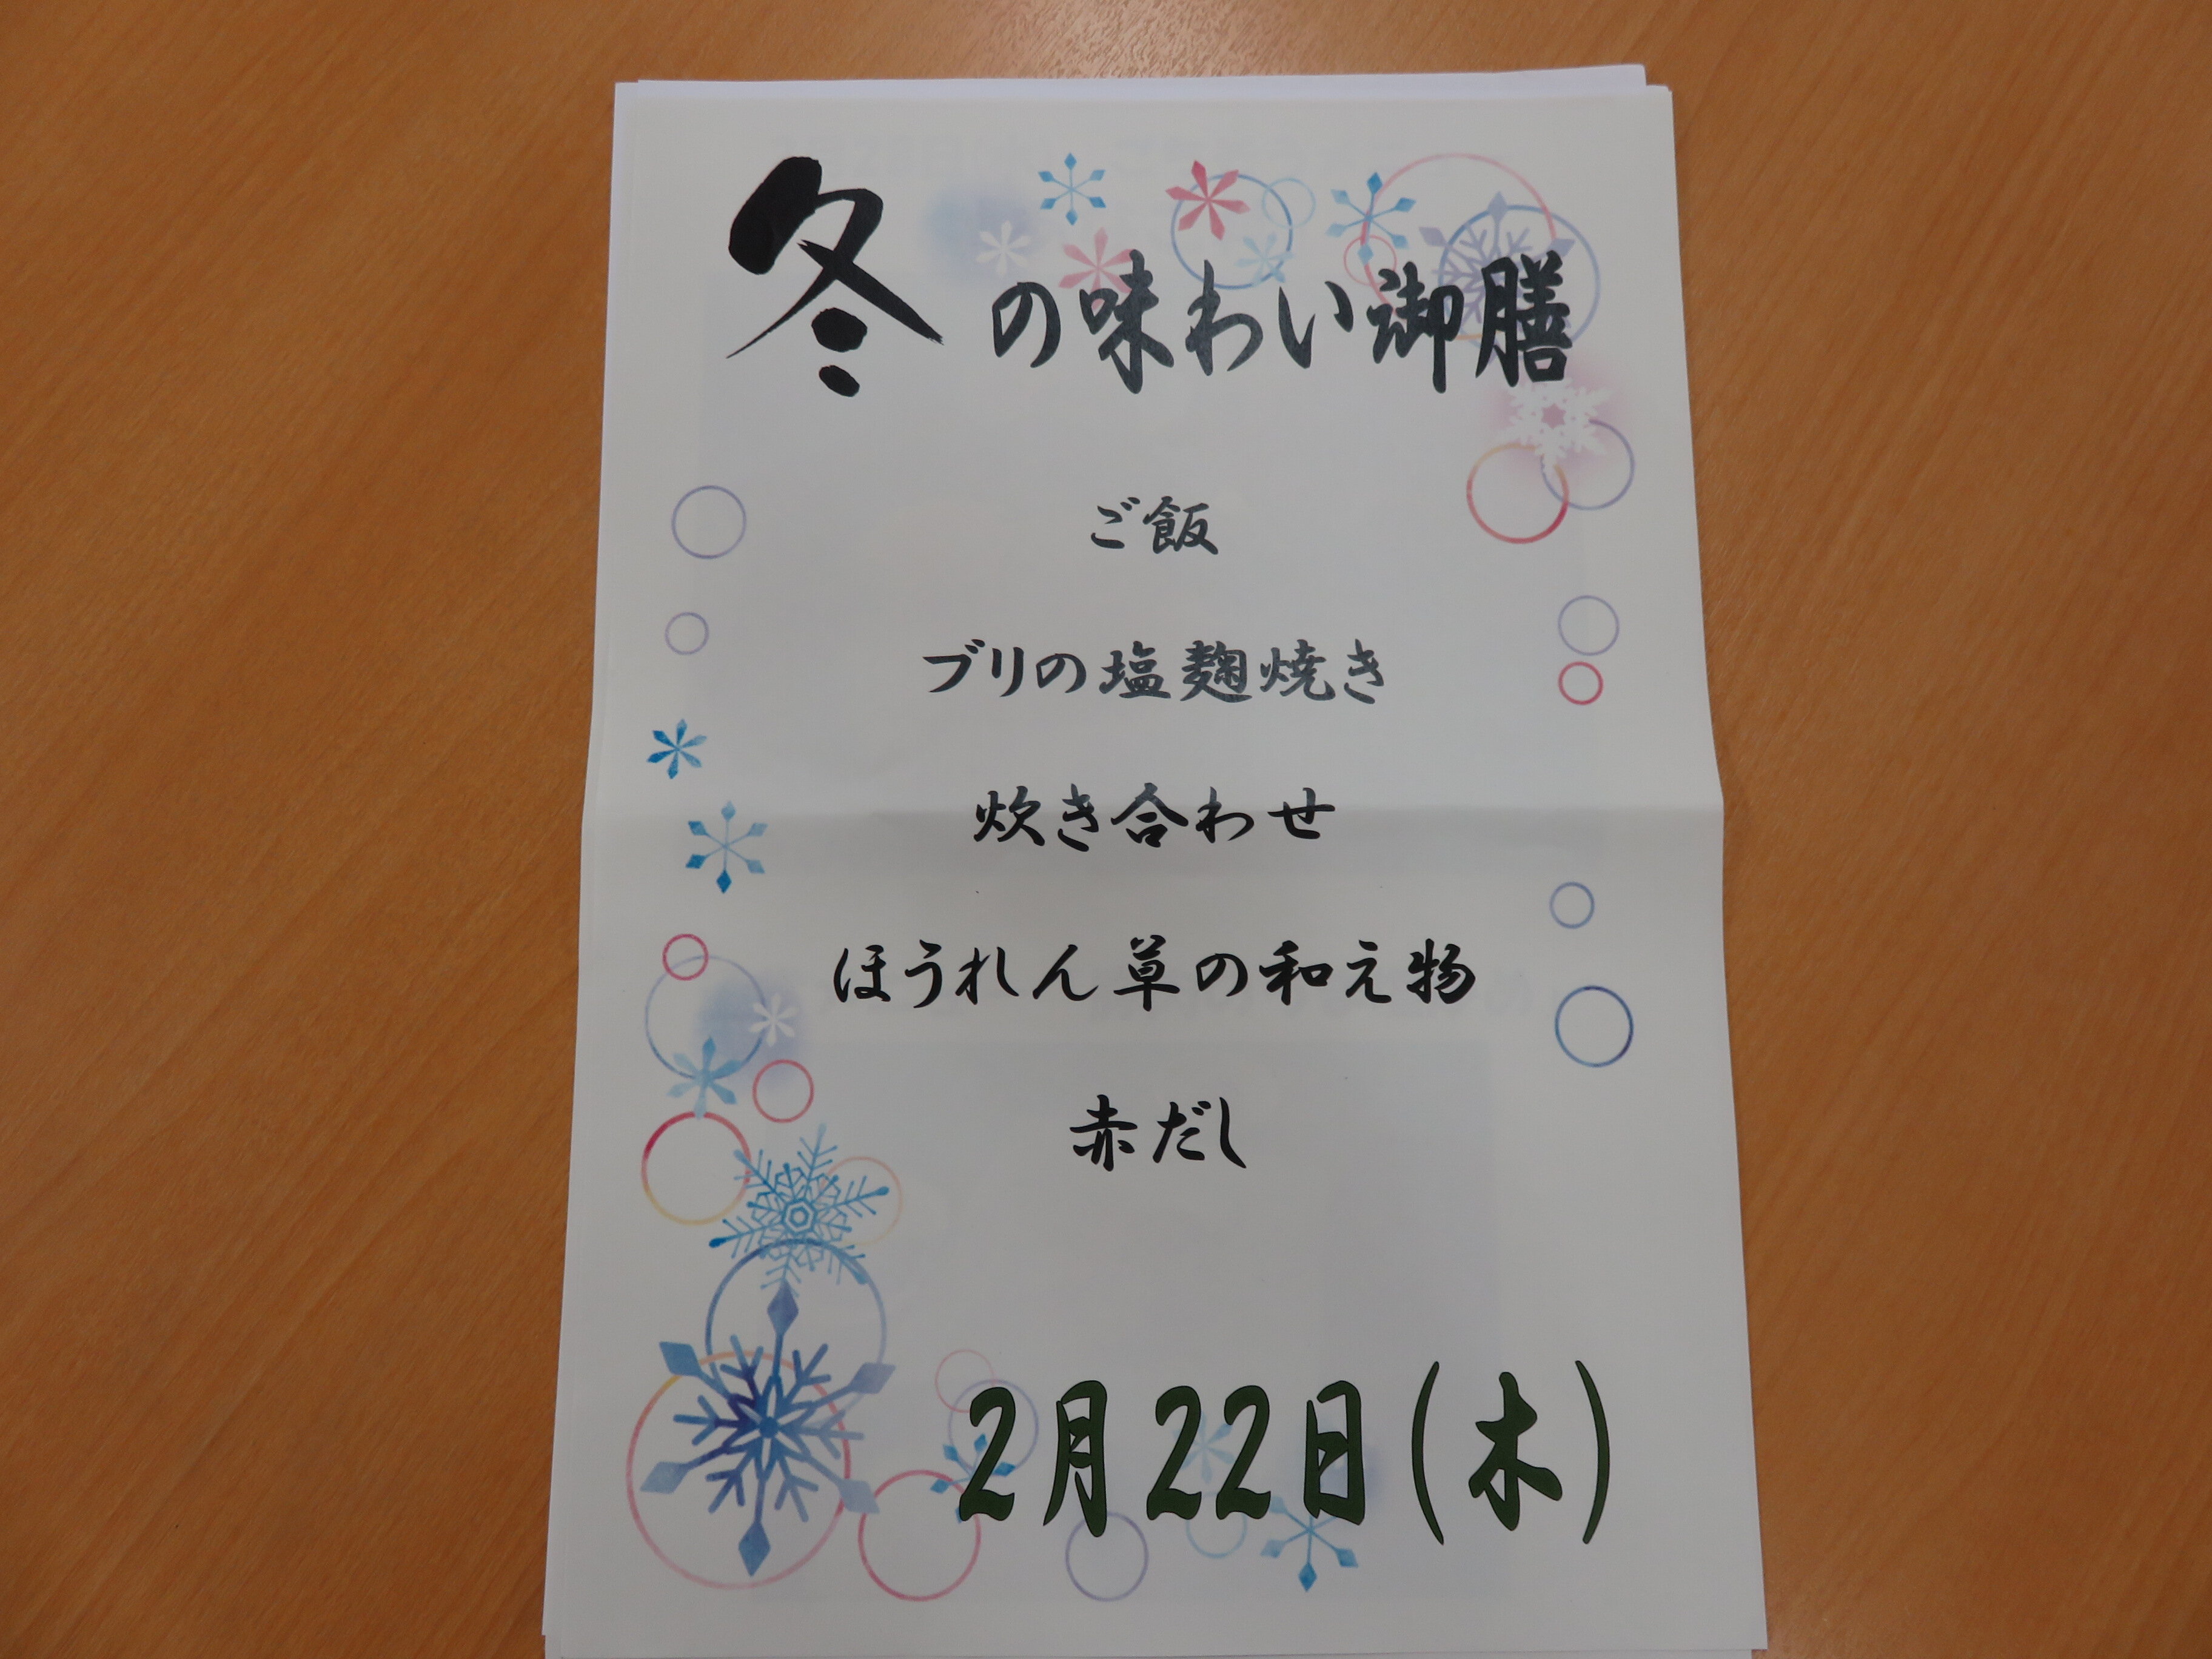 冬の味わい御膳
ご飯
ブリの塩麹焼き
炊き合わせ
ほうれん草の和え物
赤だし
2月22日(木)